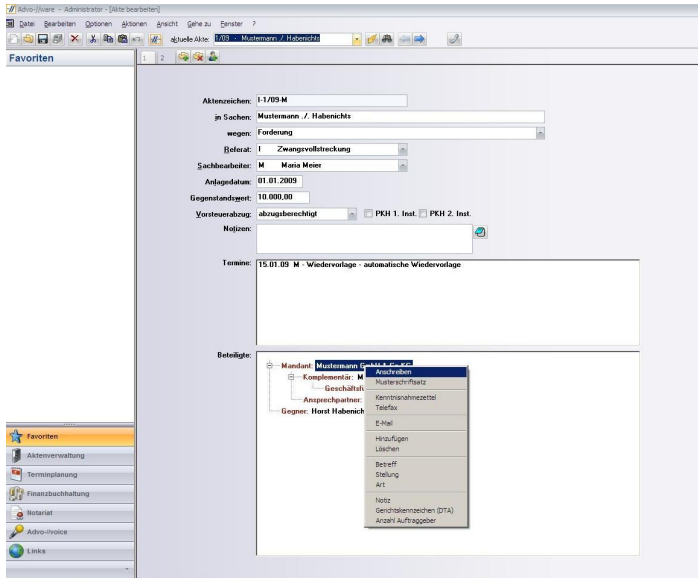 Advo-//ware - Administrator - [Akte bearbeiten]
Datei Bearbeiten Optionen Aktionen Ansicht Gehe zu Fenster ?
aktuelle Akte: 1/09 - Mustermann ./. Habenichts
Favoriten
1 2
Aktenzeichen: I-1/09-M
in Sachen: Mustermann ./. Habenichts
wegen: Forderung
Referat: I Zwangsvollstreckung
Sachbearbeiter: M Maria Meier
Anlagedatum: 01.01.2009
Gegenstandswert: 10.000,00
Vorsteuerabzug: abzugsberechtigt PKH 1. Inst. PKH 2. Inst.
Notizen:
Termine: 15.01.09 M - Wiedervorlage - automatische Wiedervorlage
Beteiligte:
Mandant: Mustermann GmbH & Co KG
Komplementär: M
Geschäftsf
Ansprechpartner:
Gegner: Horst Habenich
Anschreiben
Musterschriftsatz
Kenntnisnahmezettel
Telefax
E-Mail
Hinzufügen
Löschen
Betreff
Stellung
Art
Notiz
Gerichtskennzeichen (DTA)
Anzahl Auftraggeber
Favoriten
Aktenverwaltung
Terminplanung
Finanzbuchhaltung
Notariat
Advo-//voice
Links